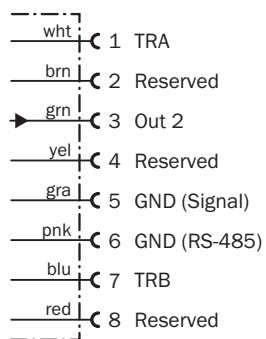 wht 1 TRA
brn 2 Reserved
grn 3 Out 2
yel 4 Reserved
gra 5 GND (Signal)
pnk 6 GND (RS-485)
blu 7 TRB
red 8 Reserved